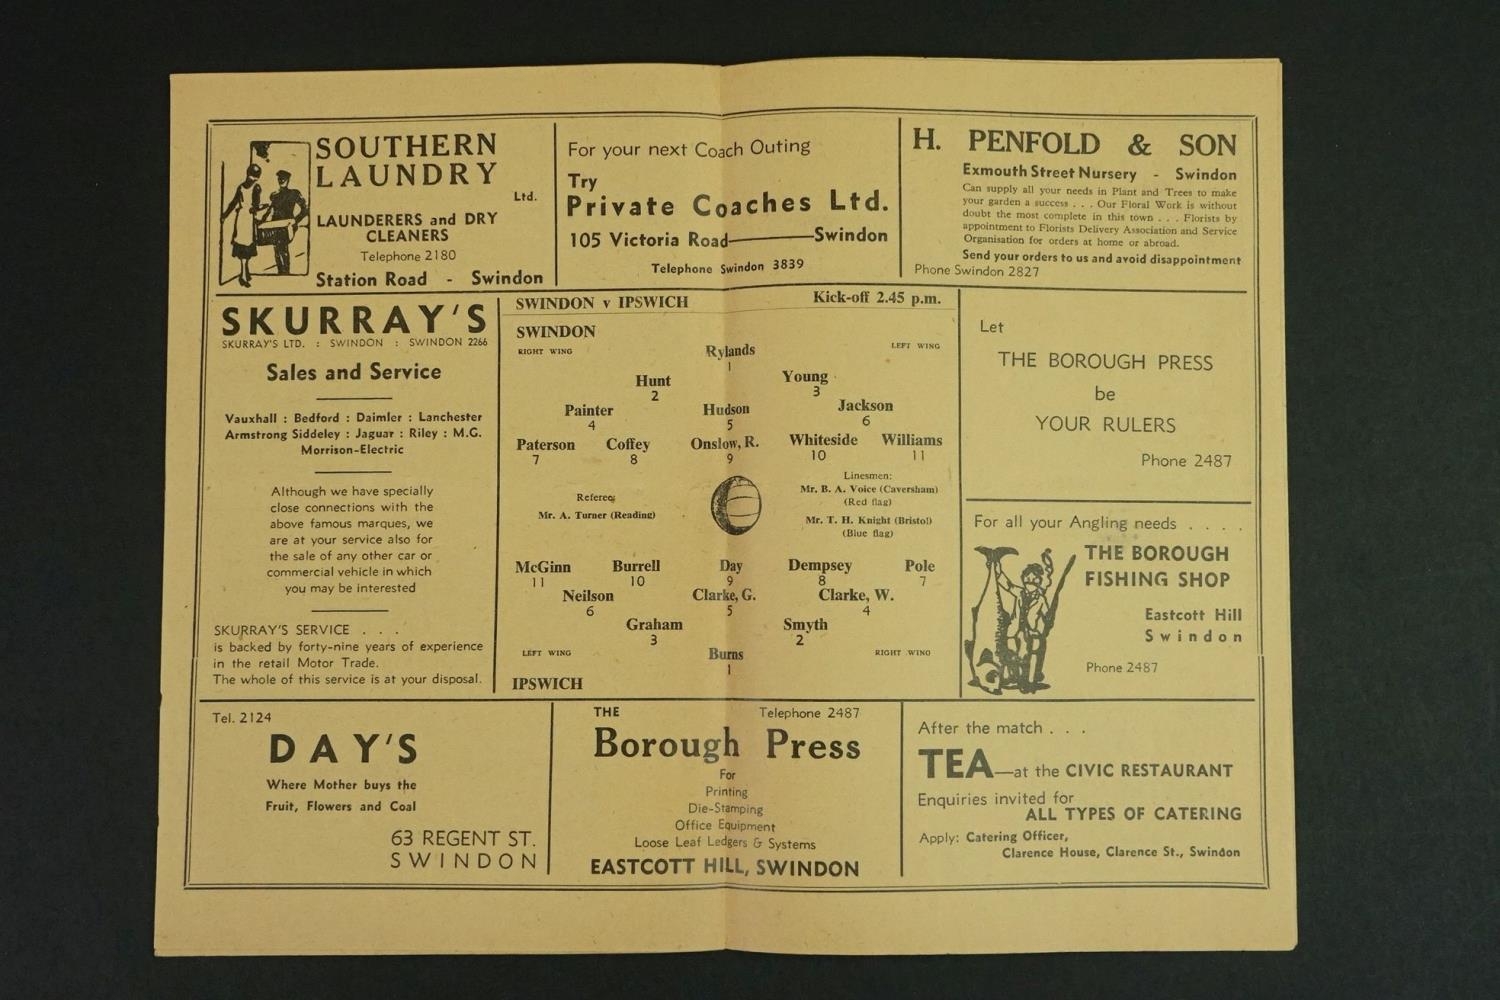 SOUTHERN
LAUNDRY
Ltd.
LAUNDERERS and DRY
CLEANERS
Telephone 2180
Station Road - Swindon
For your next Coach Outing
Try
Private Coaches Ltd.
105 Victoria Road—Swindon
Telephone Swindon 3839
H. PENFOLD & SON
Exmouth Street Nursery - Swindon
Can supply all your needs in Plant and Trees to make
your garden a success . . . Our Floral Work is without
doubt the most complete in this town . . . Florists by
appointment to Florists Delivery Association and Service
Organisation for orders at home or abroad.
Send your orders to us and avoid disappointment
Phone Swindon 2827
SKURRAY'S
SKURRAY'S LTD. : SWINDON : SWINDON 2266
Sales and Service
Vauxhall : Bedford : Daimler : Lanchester
Armstrong Siddeley : Jaguar : Riley : M.G.
Morrison-Electric
Although we have specially
close connections with the
above famous marques, we
are at your service also for
the sale of any other car or
commercial vehicle in which
you may be interested
SKURRAY'S SERVICE . . .
is backed by forty-nine years of experience
in the retail Motor Trade.
The whole of this service is at your disposal.
SWINDON v IPSWICH Kick-off 2.45 p.m.
SWINDON
RIGHT WING Rylands LEFT WING
1
Hunt Young
2 3
Painter Hudson Jackson
4 5 6
Paterson Coffey Onslow, R. Whiteside Williams
7 8 9 10 11
Referee:
Mr. A. Turner (Reading)
Linesmen:
Mr. B. A. Voice (Caversham)
(Red flag)
Mr. T. H. Knight (Bristol)
(Blue flag)
McGinn Burrell Day Dempsey Pole
11 10 9 8 7
Neilson Clarke, G. Clarke, W.
6 5 4
Graham Smyth
3 2
LEFT WING Burns RIGHT WING
1
IPSWICH
Let
THE BOROUGH PRESS
be
YOUR RULERS
Phone 2487
For all your Angling needs . . . .
THE BOROUGH
FISHING SHOP
Eastcott Hill
Swindon
Phone 2487
Tel. 2124
DAY'S
Where Mother buys the
Fruit, Flowers and Coal
63 REGENT ST.
SWINDON
THE Telephone 2487
Borough Press
For
Printing
Die-Stamping
Office Equipment
Loose Leaf Ledgers & Systems
EASTCOTT HILL, SWINDON
After the match . . .
TEA—at the CIVIC RESTAURANT
Enquiries invited for
ALL TYPES OF CATERING
Apply: Catering Officer,
Clarence House, Clarence St., Swindon